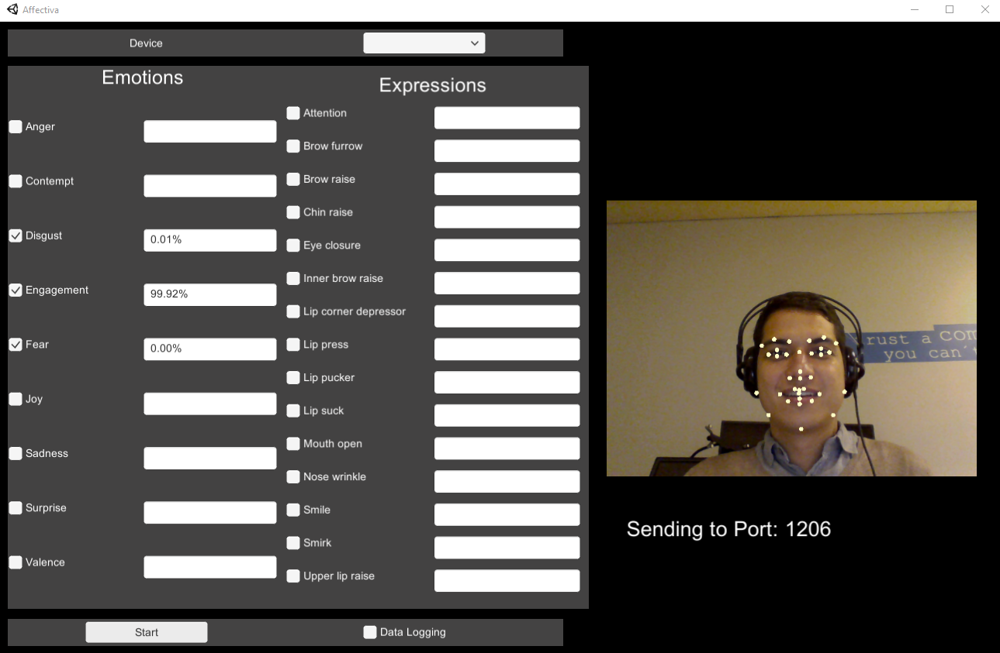 Affectiva
Device
Emotions
Anger
Contempt
Disgust 0.01%
Engagement 99.92%
Fear 0.00%
Joy
Sadness
Surprise
Valence
Expressions
Attention
Brow furrow
Brow raise
Chin raise
Eye closure
Inner brow raise
Lip corner depressor
Lip press
Lip pucker
Lip suck
Mouth open
Nose wrinkle
Smile
Smirk
Upper lip raise
Start
Data Logging
rust a COM
you can't
Sending to Port: 1206